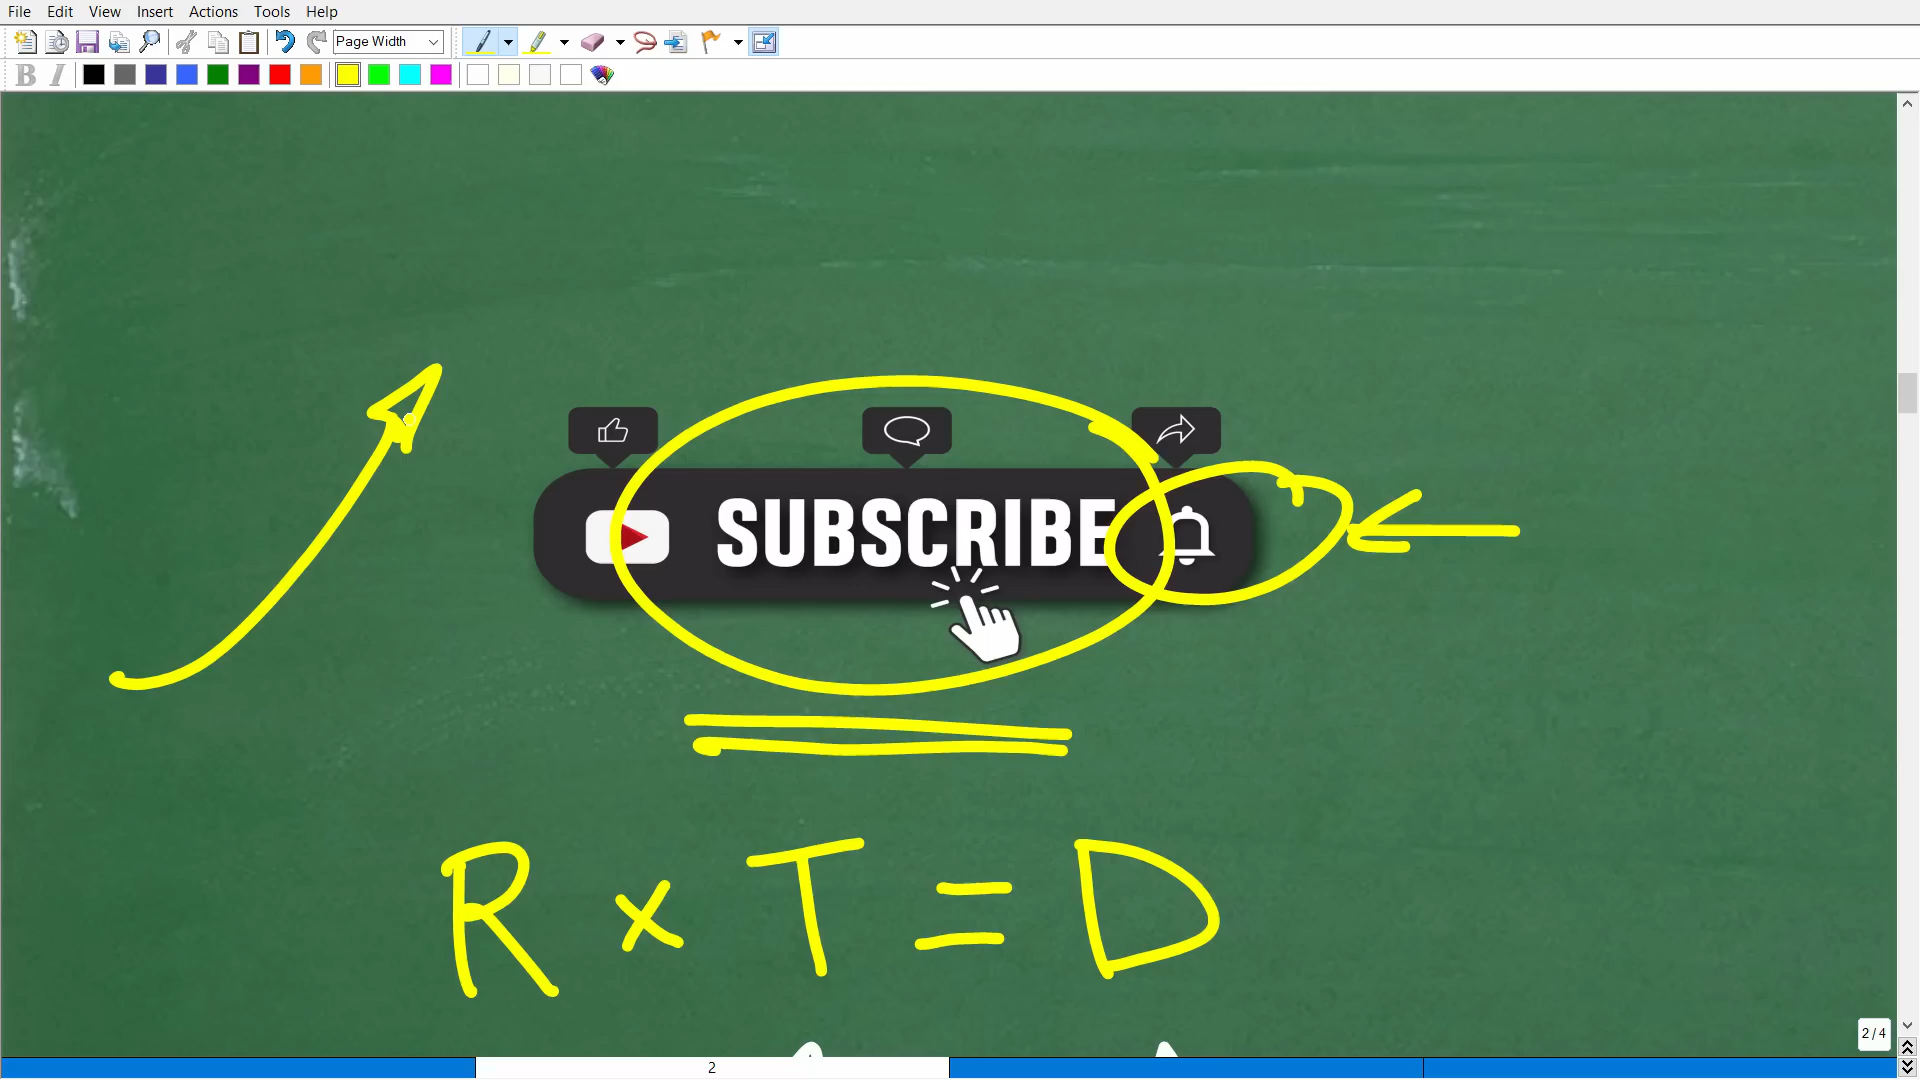 File Edit View Insert Actions Tools Help
Page Width
B I
SUBSCRIBE
R × T = D
2 / 4
2